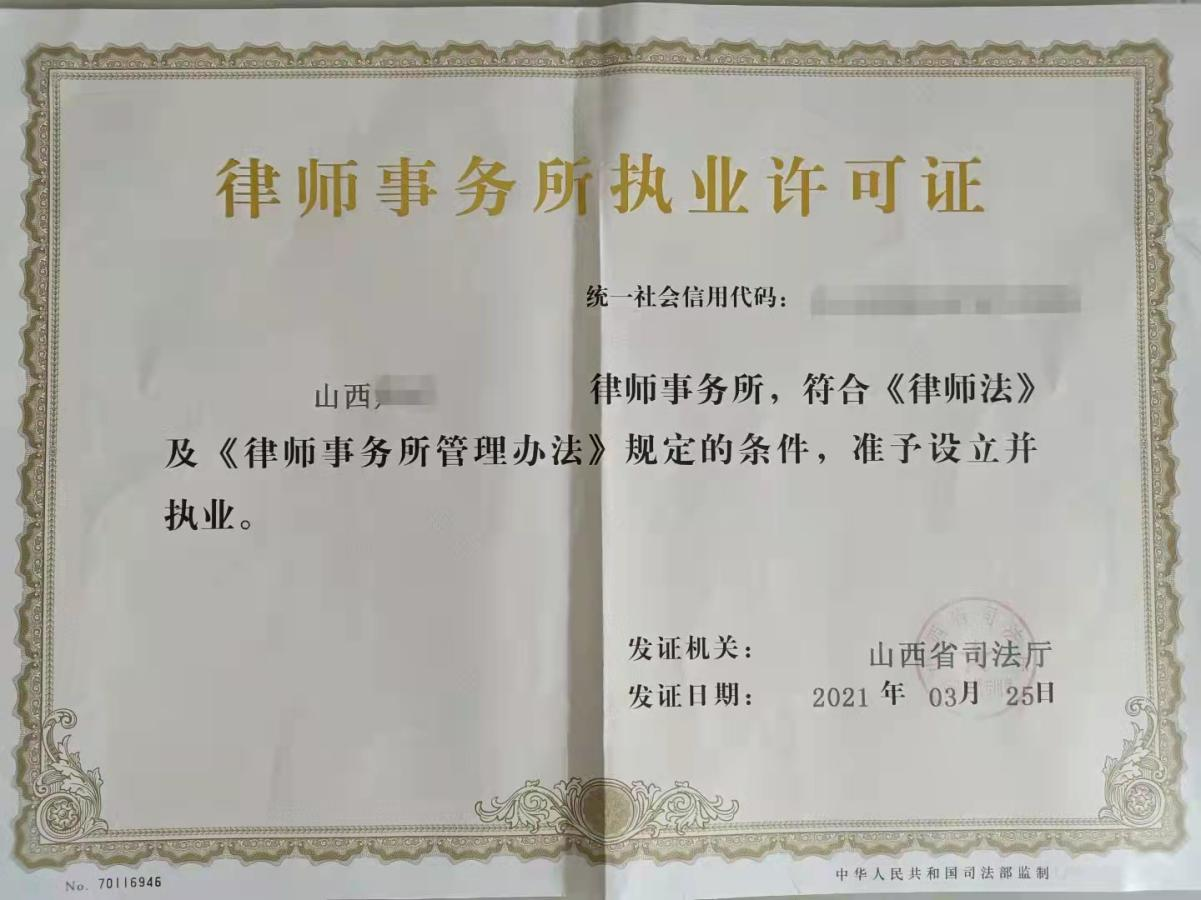 律师事务所执业许可证
统一社会信用代码：
山西 律师事务所，符合《律师法》
及《律师事务所管理办法》规定的条件，准予设立并
执业。
发证机关： 山西省司法厅
发证日期： 2021 年 03月 25日
No. 70116946
中华人民共和国司法部监制